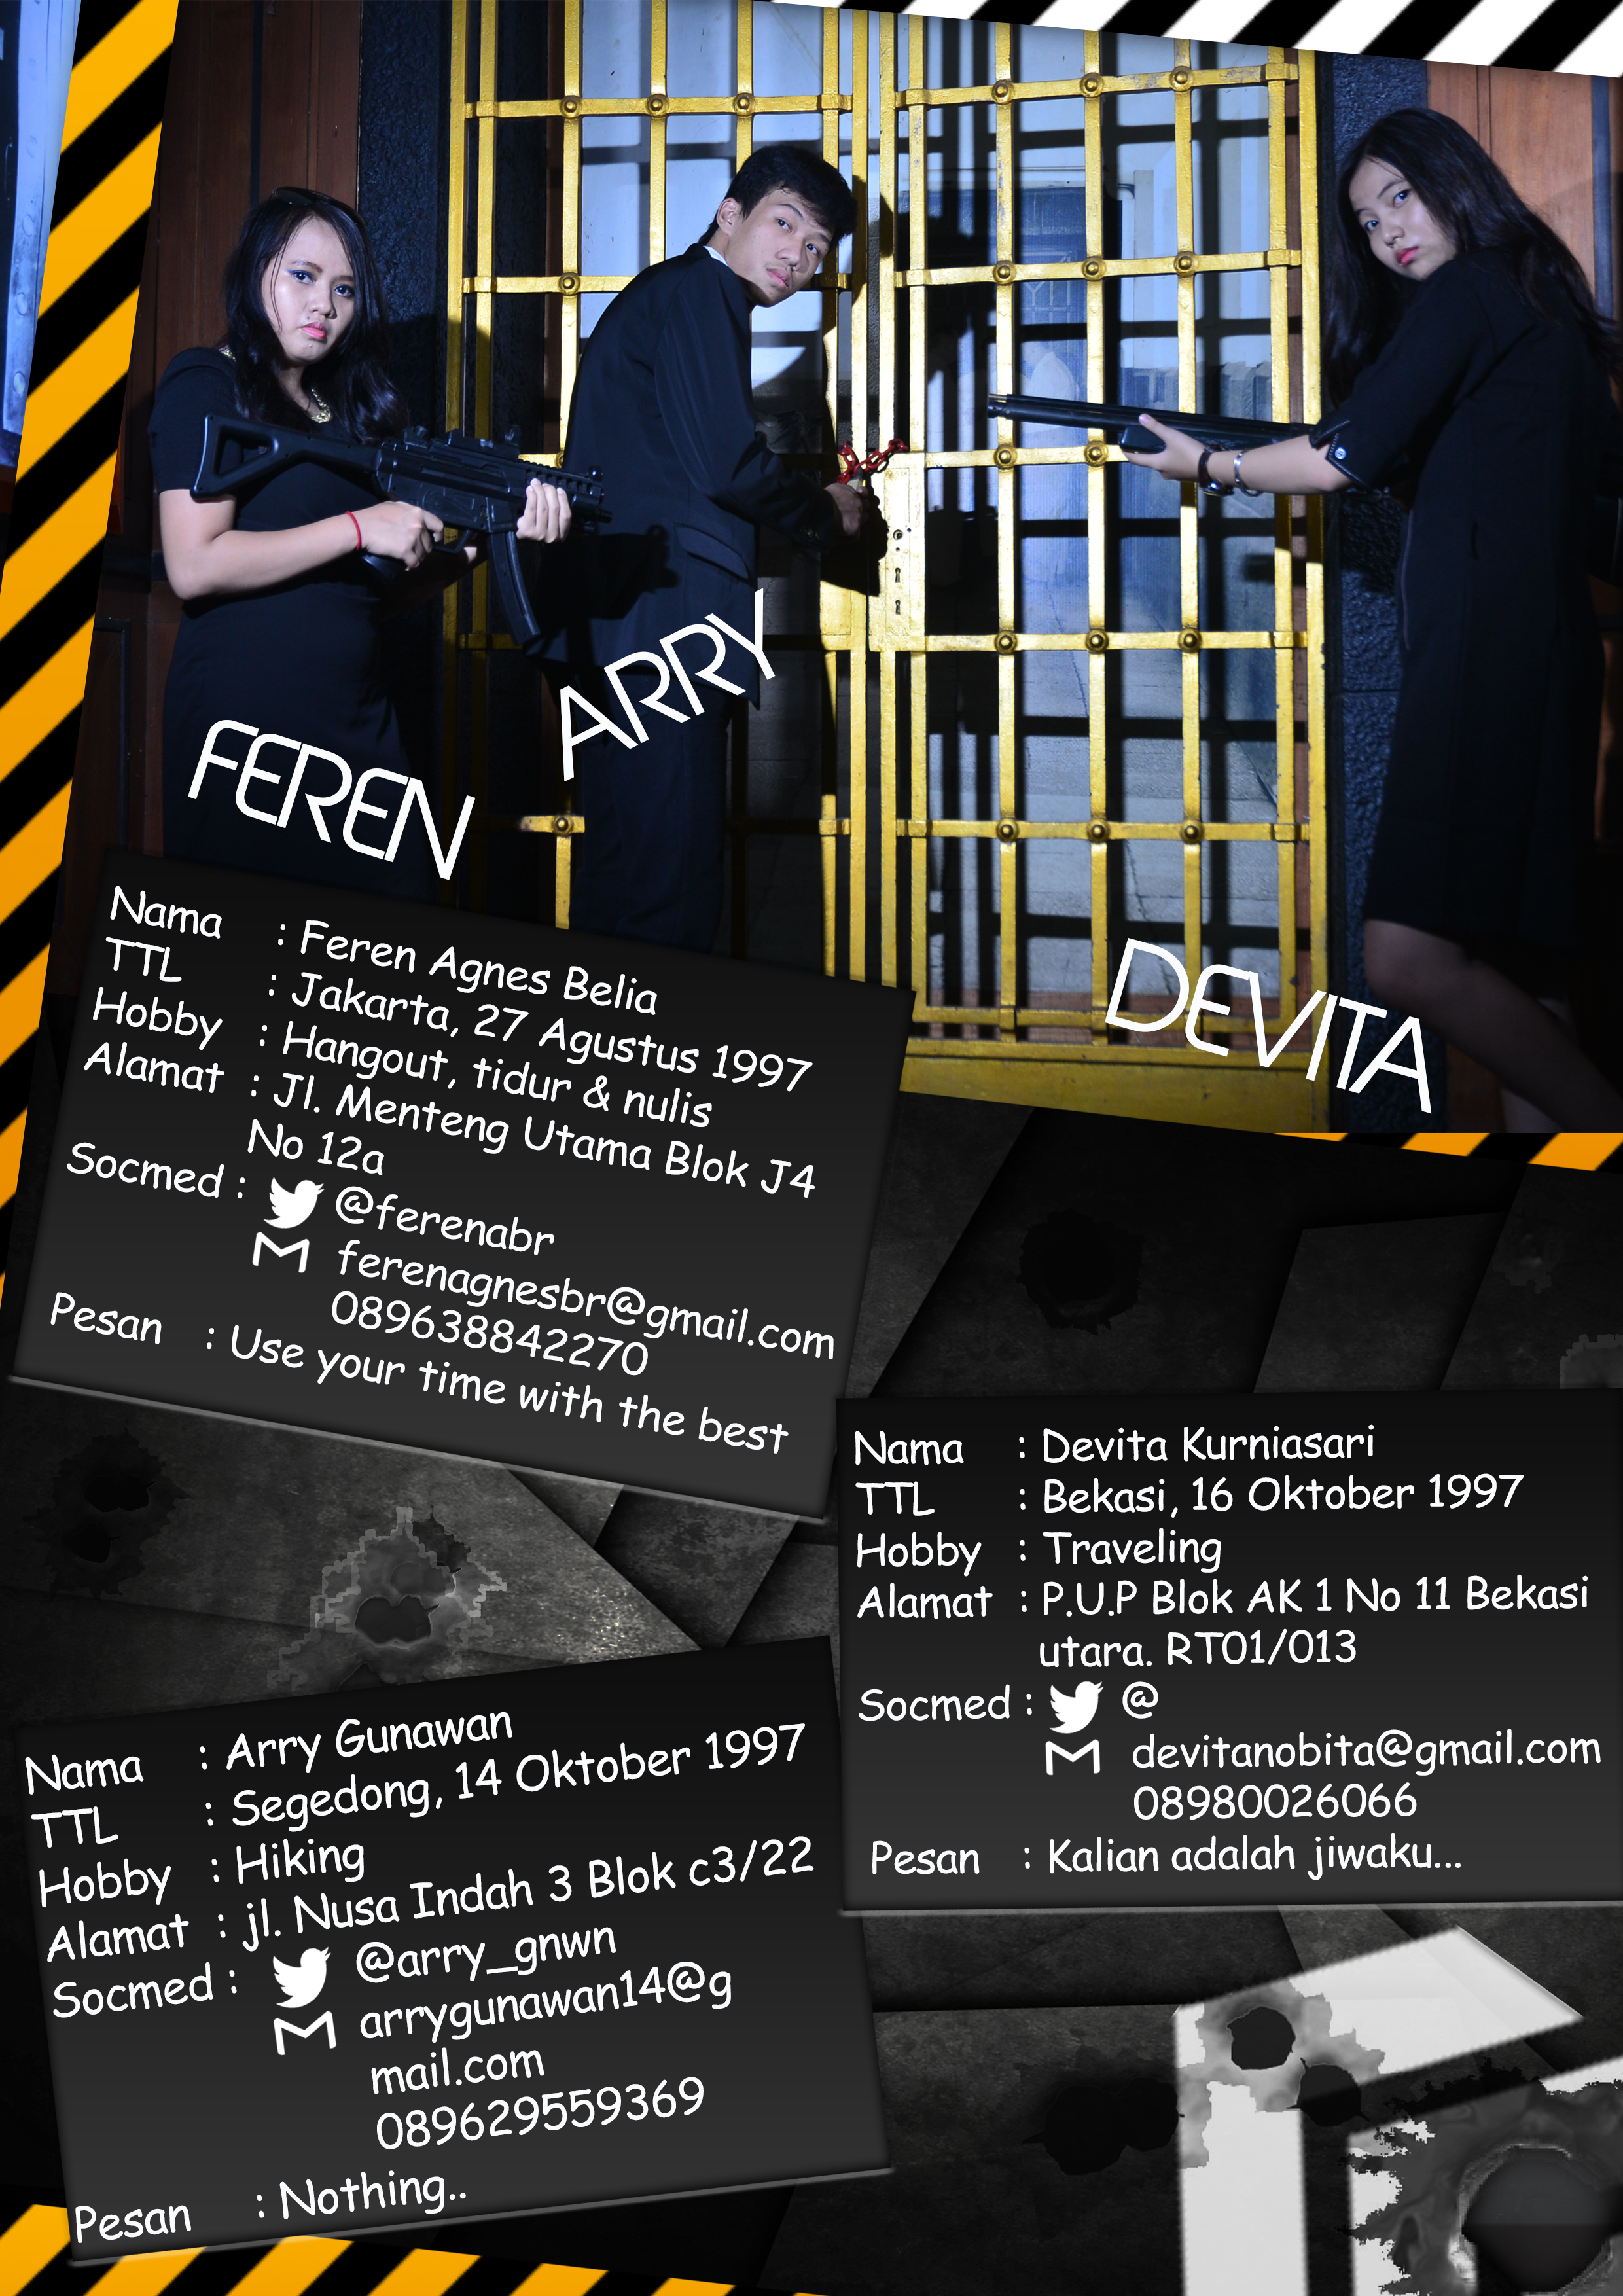 FEREN
ARRY
DEVITA
Nama : Feren Agnes Belia
TTL : Jakarta, 27 Agustus 1997
Hobby : Hangout, tidur & nulis
Alamat : Jl. Menteng Utama Blok J4
No 12a
Socmed : @ferenabr
ferenagnesbr@gmail.com
089638842270
Pesan : Use your time with the best
Nama : Devita Kurniasari
TTL : Bekasi, 16 Oktober 1997
Hobby : Traveling
Alamat : P.U.P Blok AK 1 No 11 Bekasi
utara. RT01/013
Socmed : @
devitanobita@gmail.com
08980026066
Pesan : Kalian adalah jiwaku...
Nama : Arry Gunawan
TTL : Segedong, 14 Oktober 1997
Hobby : Hiking
Alamat : jl. Nusa Indah 3 Blok c3/22
Socmed : @arry_gnwn
arrygunawan14@g
mail.com
089629559369
Pesan : Nothing..